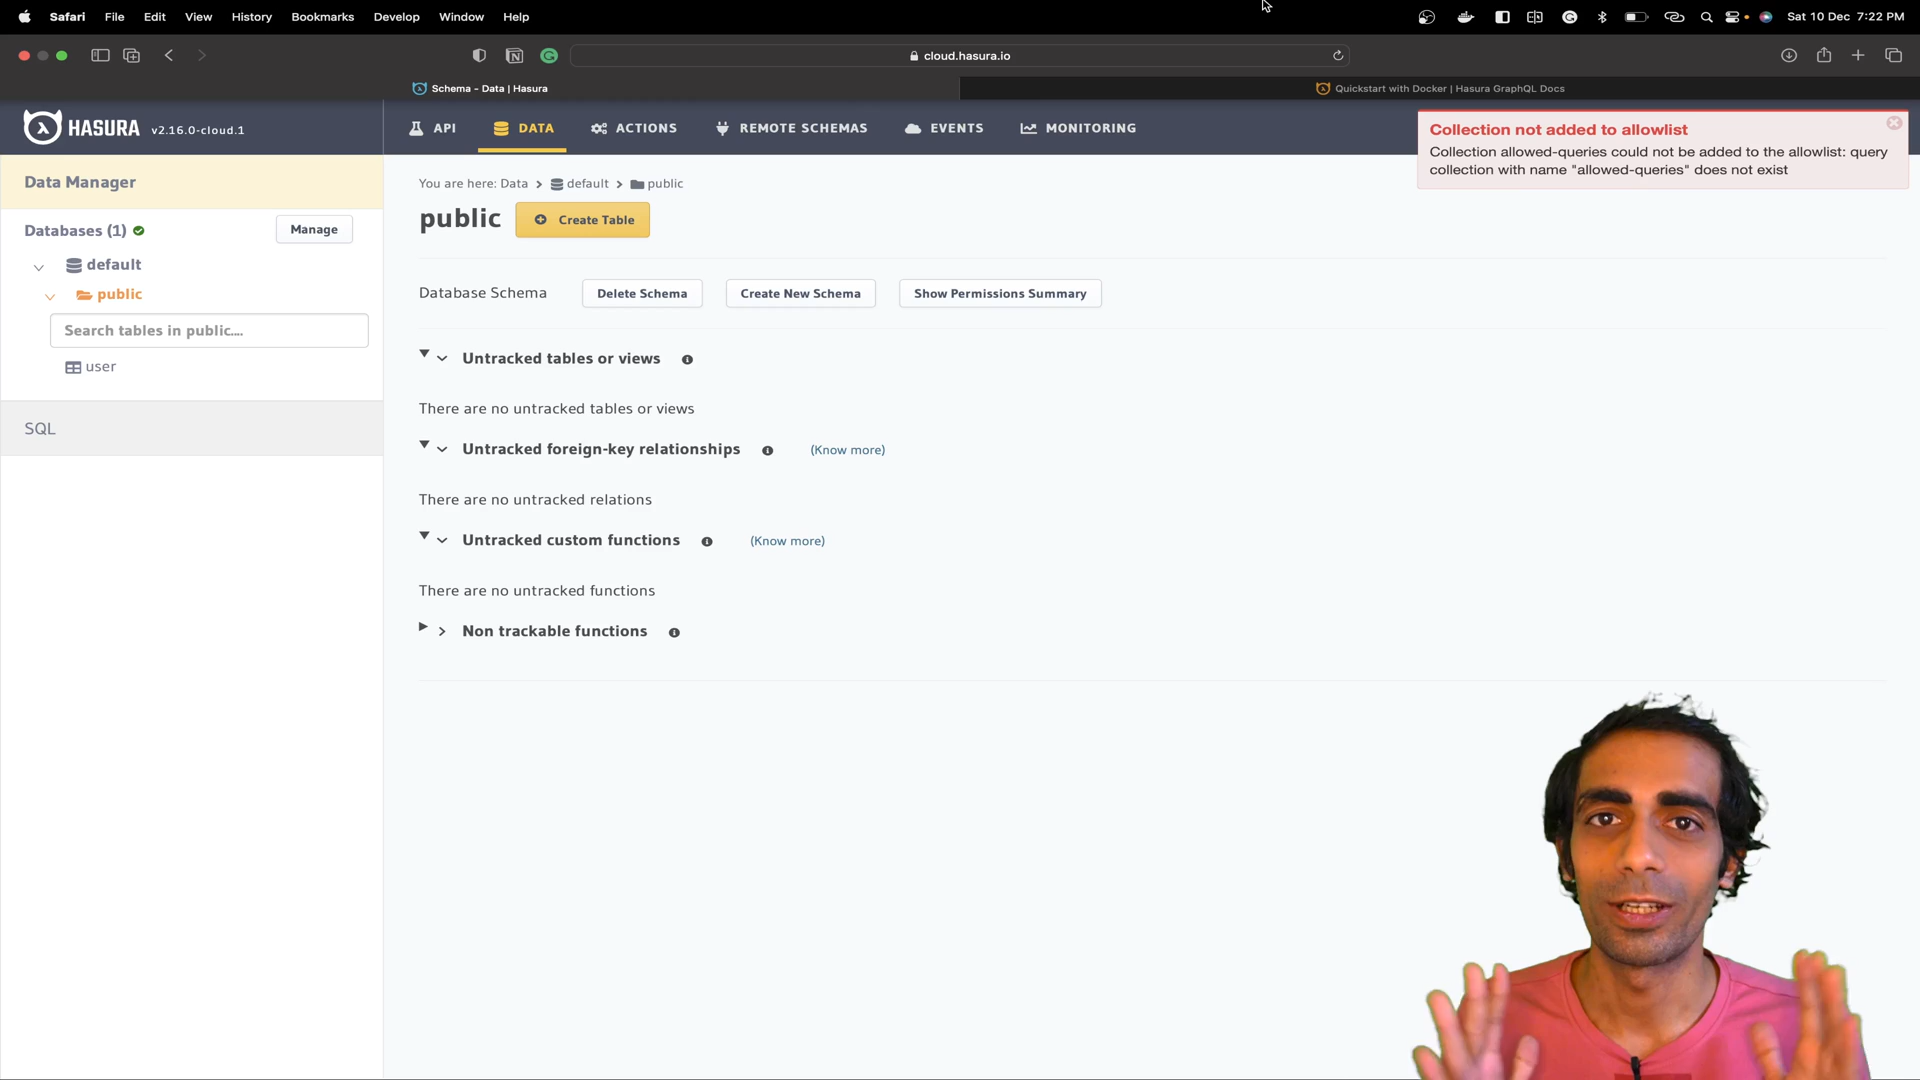 Safari File Edit View History Bookmarks Develop Window Help
Sat 10 Dec 7:22 PM
cloud.hasura.io
Schema - Data | Hasura
Quickstart with Docker | Hasura GraphQL Docs
HASURA v2.16.0-cloud.1
API
DATA
ACTIONS
REMOTE SCHEMAS
EVENTS
MONITORING
Collection not added to allowlist
Collection allowed-queries could not be added to the allowlist: query
collection with name "allowed-queries" does not exist
Data Manager
Databases (1)
Manage
default
public
Search tables in public....
user
SQL
You are here: Data > default > public
public
Create Table
Database Schema
Delete Schema
Create New Schema
Show Permissions Summary
Untracked tables or views
There are no untracked tables or views
Untracked foreign-key relationships
(Know more)
There are no untracked relations
Untracked custom functions
(Know more)
There are no untracked functions
Non trackable functions